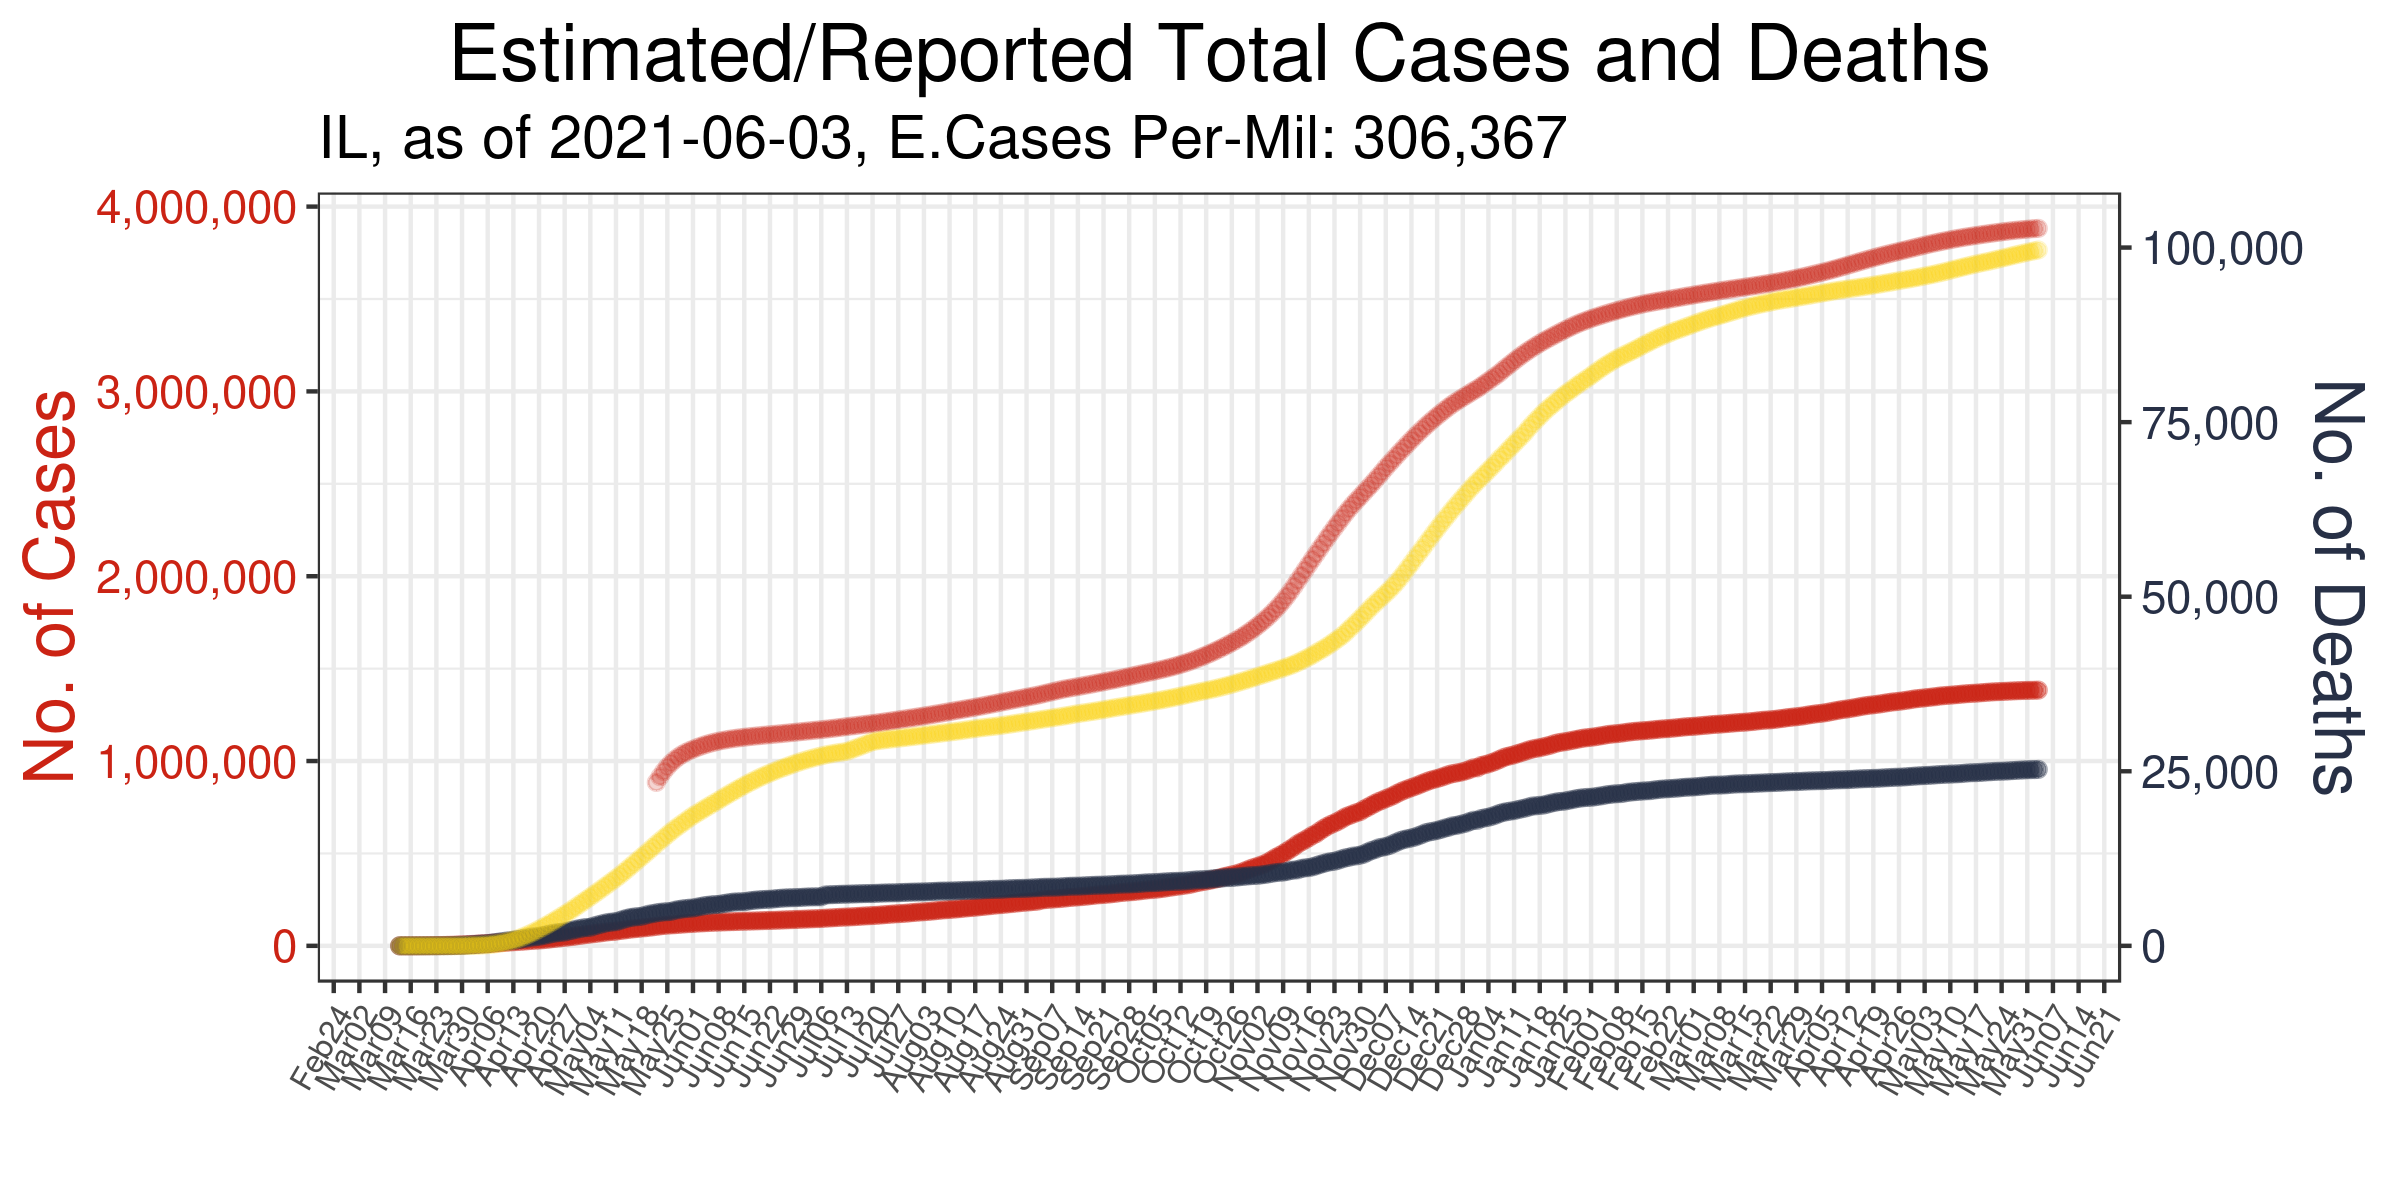 Estimated/Reported Total Cases and Deaths
IL, as of 2021-06-03, E.Cases Per-Mil: 306,367
No. of Cases
4,000,000
3,000,000
2,000,000
1,000,000
0
100,000
75,000
50,000
25,000
0
No. of Deaths
Feb24
Mar02
Mar09
Mar16
Mar23
Mar30
Apr06
Apr13
Apr20
Apr27
May04
May11
May18
May25
Jun01
Jun08
Jun15
Jun22
Jun29
Jul06
Jul13
Jul20
Jul27
Aug03
Aug10
Aug17
Aug24
Aug31
Sep07
Sep14
Sep21
Sep28
Oct05
Oct12
Oct19
Oct26
Nov02
Nov09
Nov16
Nov23
Nov30
Dec07
Dec14
Dec21
Dec28
Jan04
Jan11
Jan18
Jan25
Feb01
Feb08
Feb15
Feb22
Mar01
Mar08
Mar15
Mar22
Mar29
Apr05
Apr12
Apr19
Apr26
May03
May10
May17
May24
May31
Jun07
Jun14
Jun21